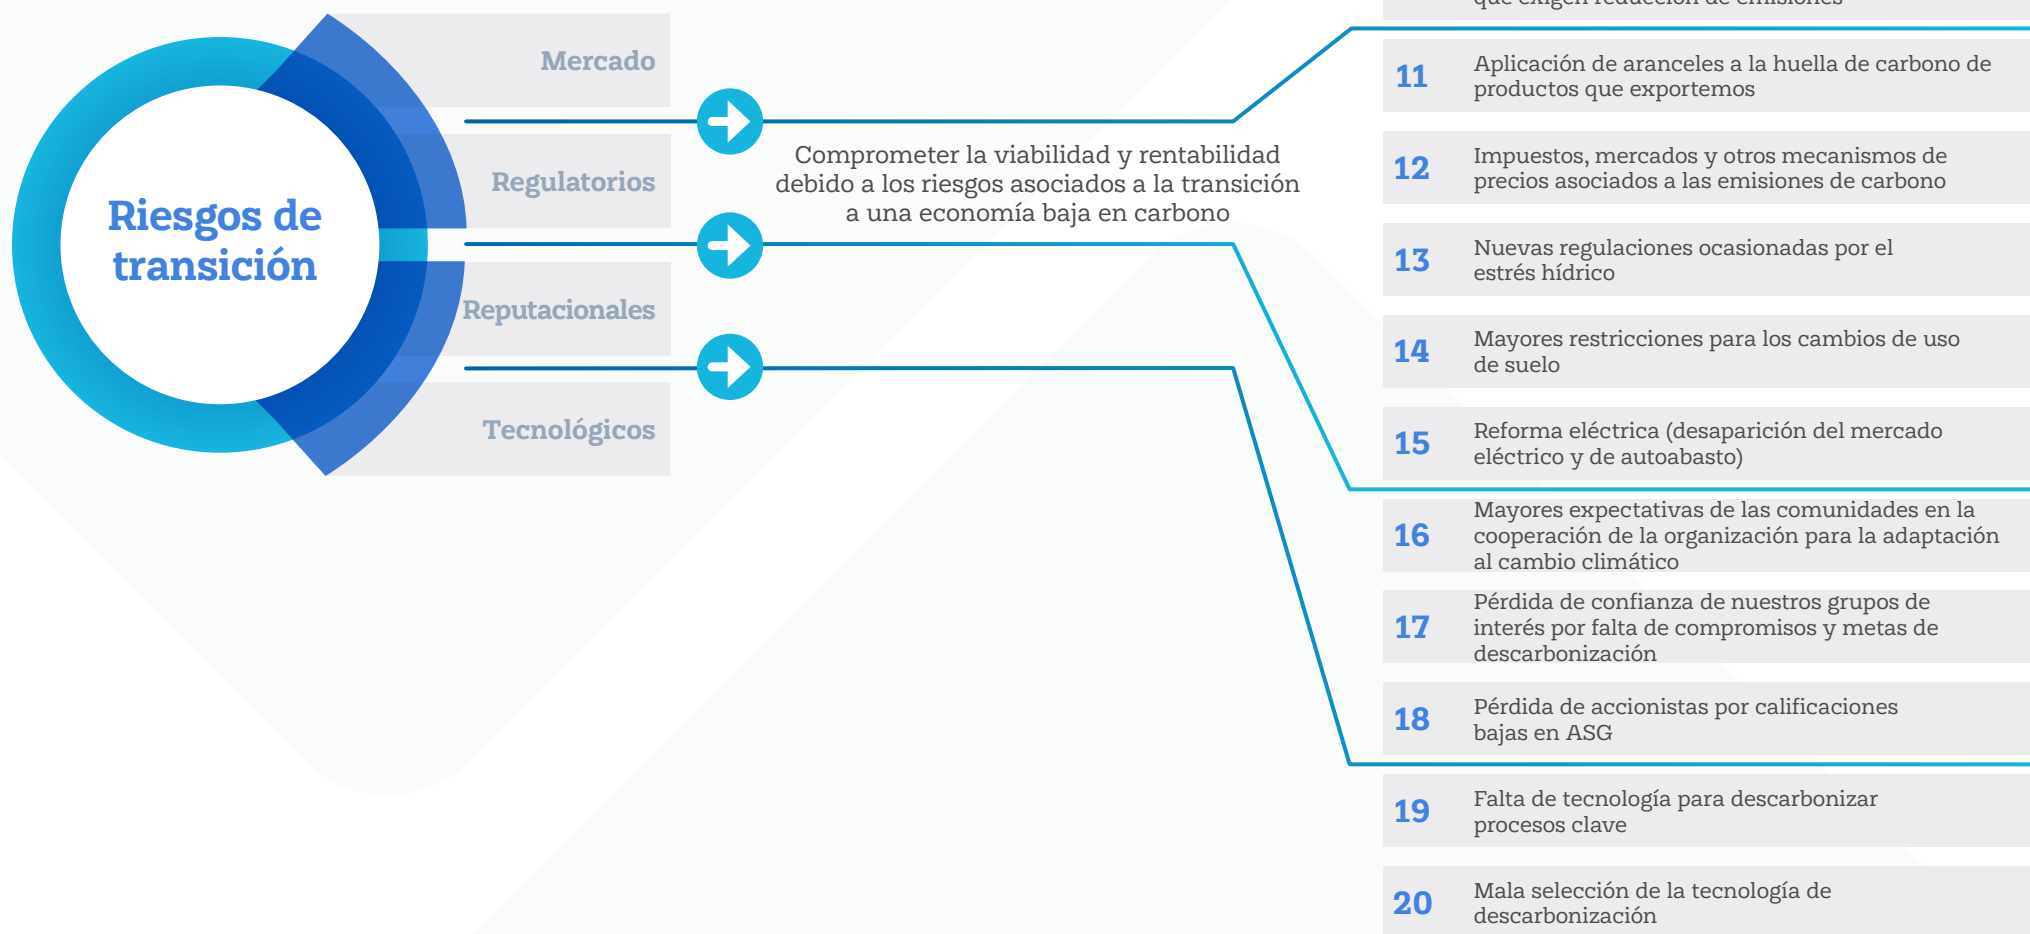 Riesgos de
transición
Mercado
Regulatorios
Reputacionales
Tecnológicos
Comprometer la viabilidad y rentabilidad
debido a los riesgos asociados a la transición
a una economía baja en carbono
que exigen reducción de emisiones
11
Aplicación de aranceles a la huella de carbono de
productos que exportemos
12
Impuestos, mercados y otros mecanismos de
precios asociados a las emisiones de carbono
13
Nuevas regulaciones ocasionadas por el
estrés hídrico
14
Mayores restricciones para los cambios de uso
de suelo
15
Reforma eléctrica (desaparición del mercado
eléctrico y de autoabasto)
16
Mayores expectativas de las comunidades en la
cooperación de la organización para la adaptación
al cambio climático
17
Pérdida de confianza de nuestros grupos de
interés por falta de compromisos y metas de
descarbonización
18
Pérdida de accionistas por calificaciones
bajas en ASG
19
Falta de tecnología para descarbonizar
procesos clave
20
Mala selección de la tecnología de
descarbonización